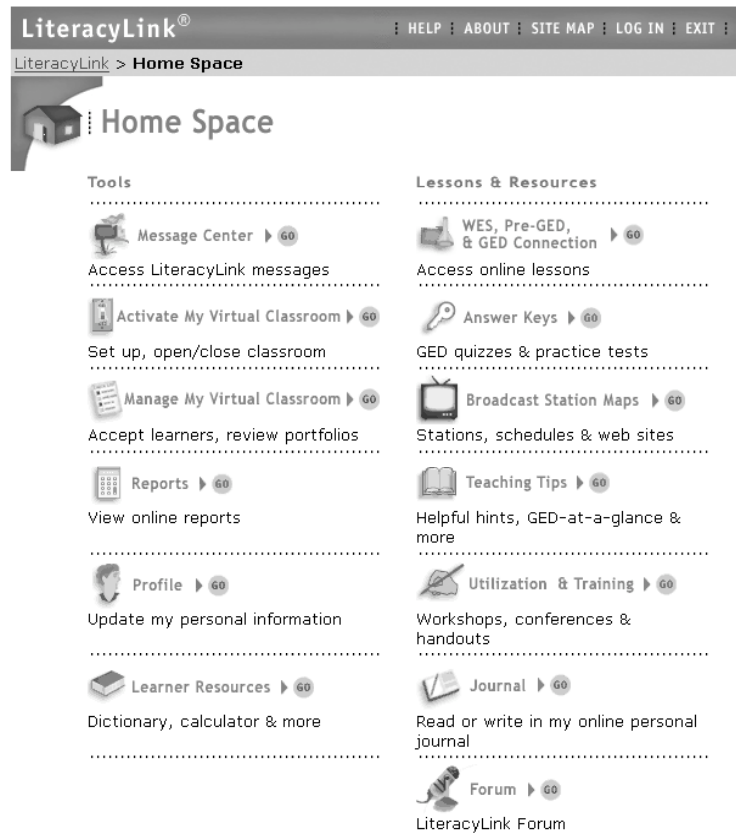 LiteracyLink®
HELP ABOUT SITE MAP LOG IN EXIT
LiteracyLink > Home Space
Home Space
Tools
Message Center GO
Access LiteracyLink messages
Activate My Virtual Classroom GO
Set up, open/close classroom
Manage My Virtual Classroom GO
Accept learners, review portfolios
Reports GO
View online reports
Profile GO
Update my personal information
Learner Resources GO
Dictionary, calculator & more
Lessons & Resources
WES, Pre-GED,
& GED Connection GO
Access online lessons
Answer Keys GO
GED quizzes & practice tests
Broadcast Station Maps GO
Stations, schedules & web sites
Teaching Tips GO
Helpful hints, GED-at-a-glance &
more
Utilization & Training GO
Workshops, conferences &
handouts
Journal GO
Read or write in my online personal
journal
Forum GO
LiteracyLink Forum